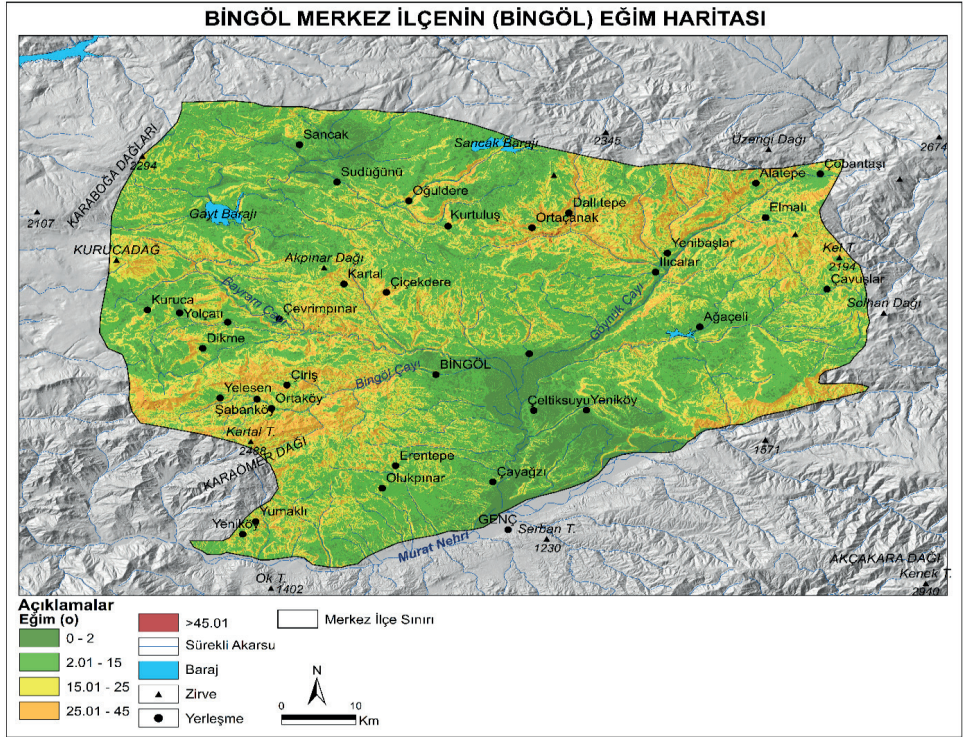 BİNGÖL MERKEZ İLÇENİN (BİNGÖL) EĞİM HARİTASI
Sancak
Sancak Barajı
2345
Üzengi Dağı
2674
KARABOĞA DAĞLARI
2294
Sudüğünü
Alatepe
Çobantaşı
2107
Gayt Barajı
Oğuldere
Kurtuluş
Dallıtepe
Ortaçanak
Elmalı
KURUCADAĞ
Akpınar Dağı
Yenibaşlar
Ilıcalar
Kel T.
2194
Kartal
Çiçekdere
Çavuşlar
Bayram Çayı
Göynük Çayı
Solhan Dağı
Kuruca
Yolçatı
Çevrimpınar
Ağaçeli
Dikme
Bingöl Çayı
BİNGÖL
Çiriş
Yelesen
Ortaköy
Şabanköy
Çeltiksuyu
Yeniköy
Kartal T.
2488
KARAÖMER DAĞI
1571
Erentepe
Olukpınar
Çayağzı
Yumaklı
Yeniköy
GENÇ
Serban T.
1230
Murat Nehri
AKÇAKARA DAĞI
Kenek T.
2940
Ok T.
1402
Açıklamalar
Eğim (o)
0 - 2
2.01 - 15
15.01 - 25
25.01 - 45
>45.01
Sürekli Akarsu
Baraj
Zirve
Yerleşme
Merkez İlçe Sınırı
N
0 10
Km